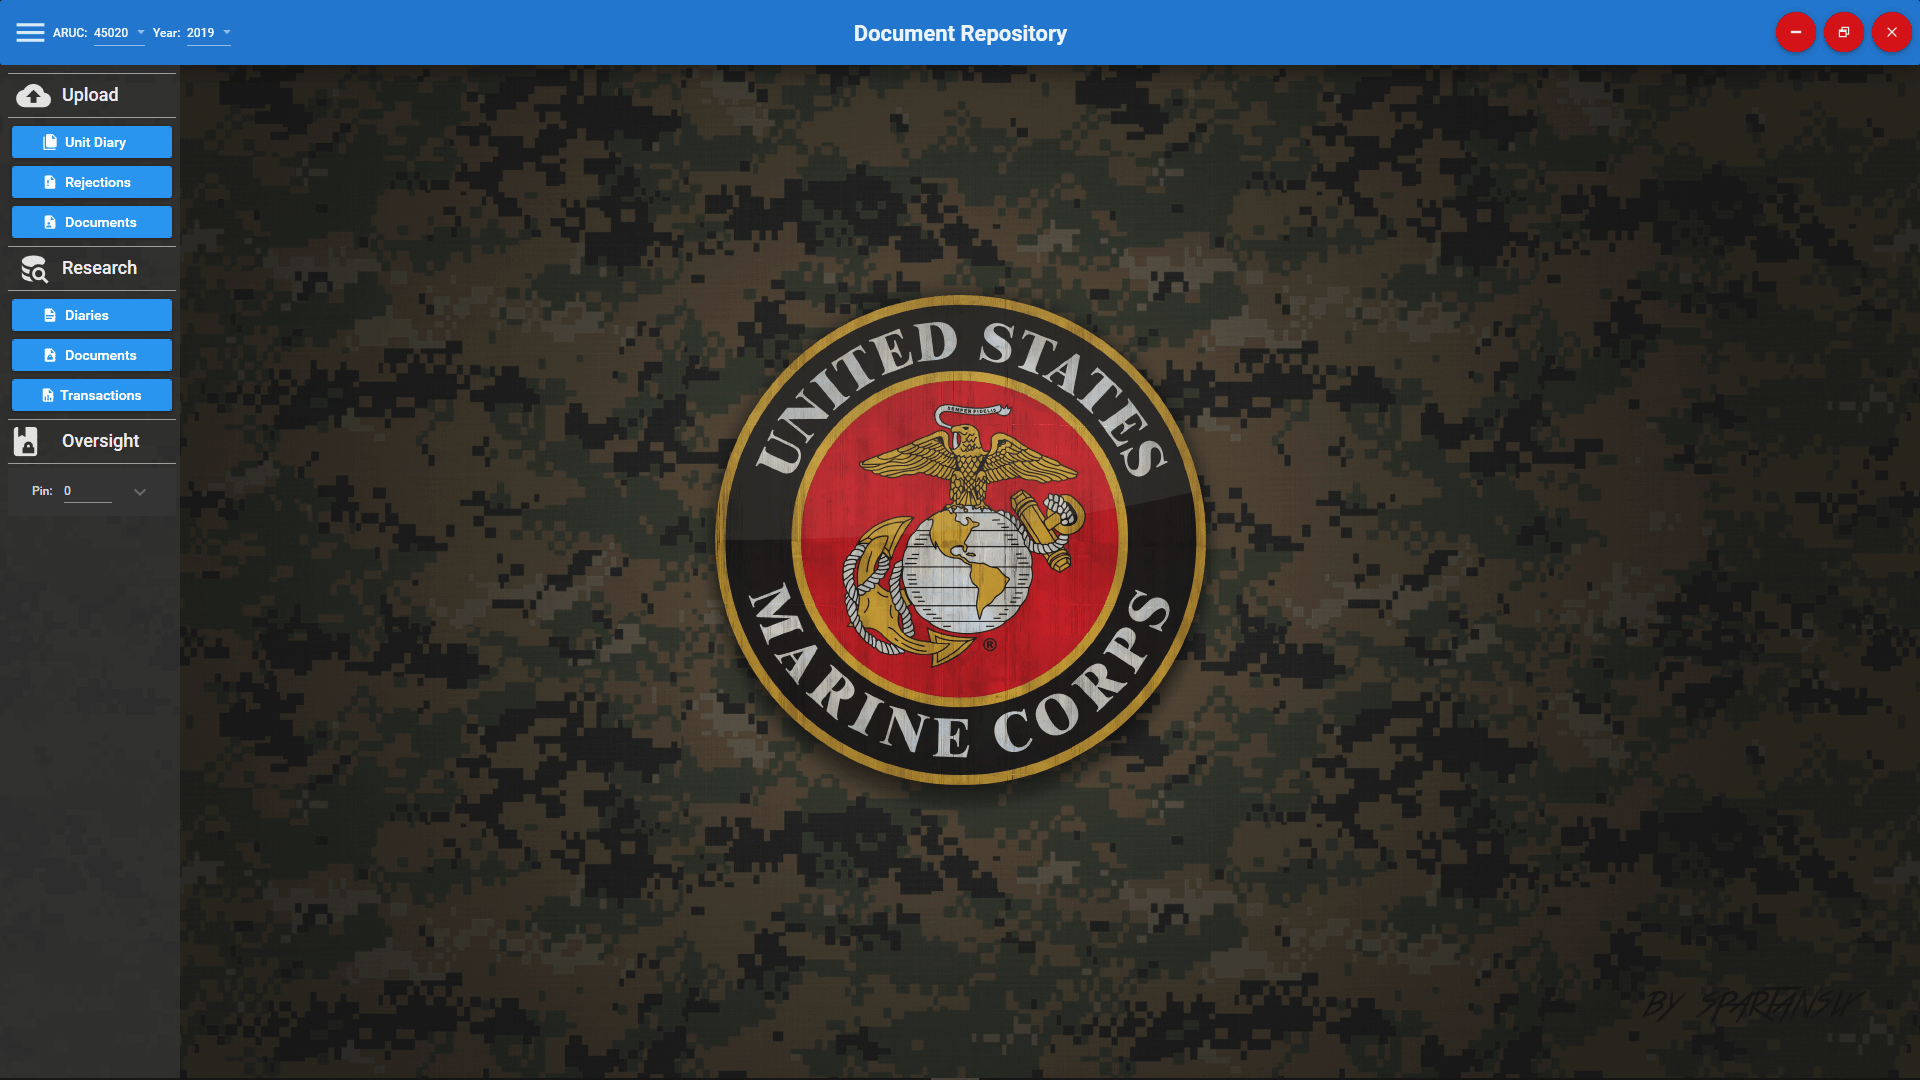 ARUC: 45020 Year: 2019
Document Repository
Upload
Unit Diary
Rejections
Documents
Research
Diaries
Documents
Transactions
Oversight
Pin: 0
UNITED STATES
SEMPER FIDELIS
®
MARINE CORPS
BY SPARTANSIX